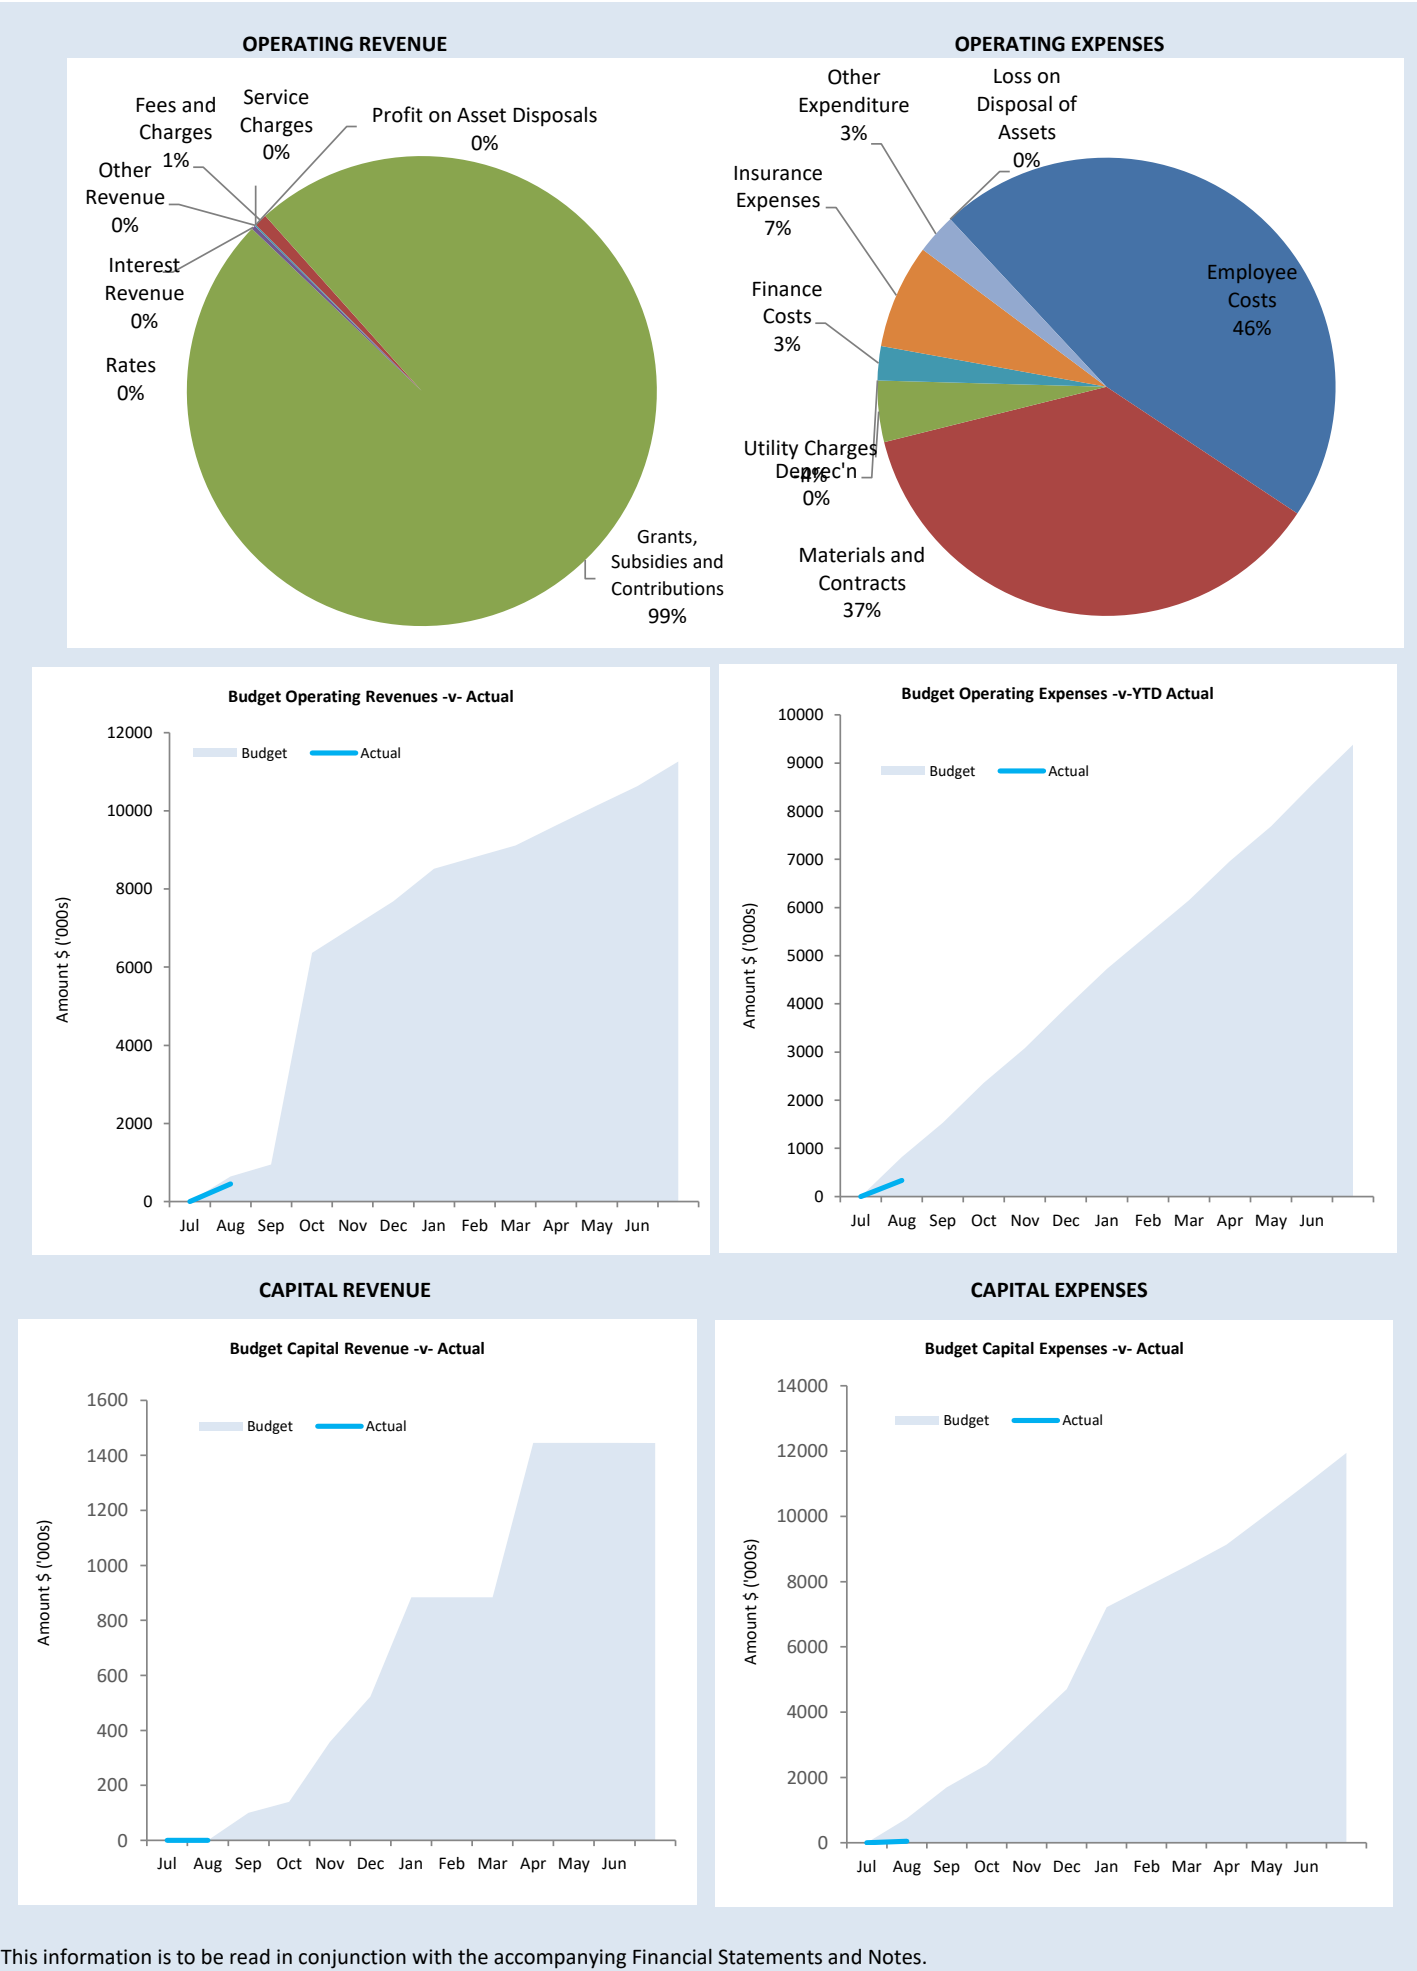 OPERATING REVENUE
OPERATING EXPENSES
Fees and
Charges
1%
Service
Charges
0%
Profit on Asset Disposals
0%
Other
Revenue
0%
Interest
Revenue
0%
Rates
0%
Grants,
Subsidies and
Contributions
99%
Other
Expenditure
3%
Loss on
Disposal of
Assets
0%
Insurance
Expenses
7%
Finance
Costs
3%
Employee
Costs
46%
Utility Charges
-4%
Deprec'n
0%
Materials and
Contracts
37%
Budget Operating Revenues -v- Actual
Budget Actual
Amount $ ('000s)
12000
10000
8000
6000
4000
2000
0
Jul Aug Sep Oct Nov Dec Jan Feb Mar Apr May Jun
Budget Operating Expenses -v-YTD Actual
Budget Actual
Amount $ ('000s)
10000
9000
8000
7000
6000
5000
4000
3000
2000
1000
0
Jul Aug Sep Oct Nov Dec Jan Feb Mar Apr May Jun
CAPITAL REVENUE
CAPITAL EXPENSES
Budget Capital Revenue -v- Actual
Budget Actual
Amount $ ('000s)
1600
1400
1200
1000
800
600
400
200
0
Jul Aug Sep Oct Nov Dec Jan Feb Mar Apr May Jun
Budget Capital Expenses -v- Actual
Budget Actual
Amount $ ('000s)
14000
12000
10000
8000
6000
4000
2000
0
Jul Aug Sep Oct Nov Dec Jan Feb Mar Apr May Jun
This information is to be read in conjunction with the accompanying Financial Statements and Notes.